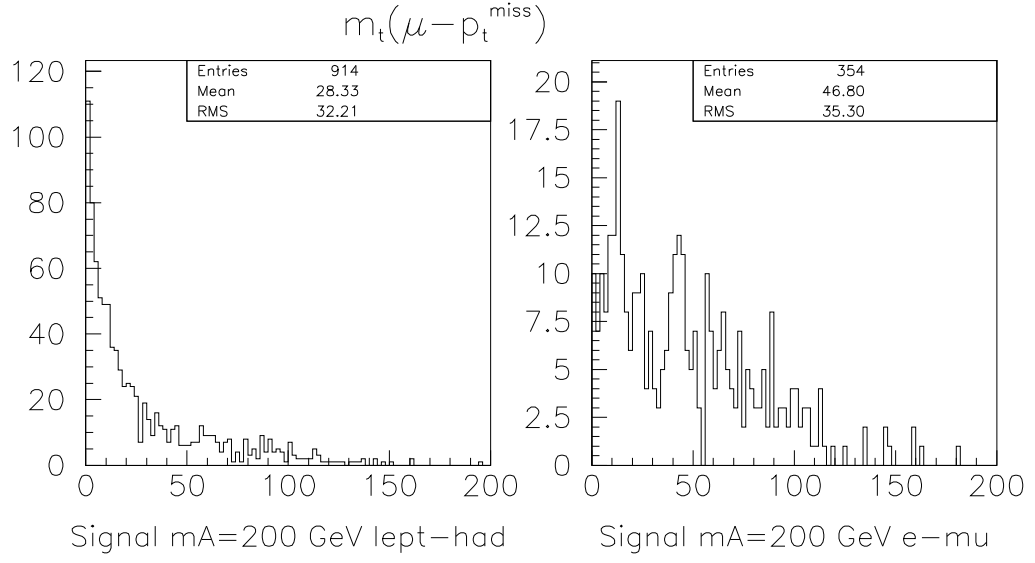 m_t(μ−p_t^miss)
Entries 914
Mean 28.33
RMS 32.21
120
100
80
60
40
20
0
0 50 100 150 200
Signal mA=200 GeV lept−had
Entries 354
Mean 46.80
RMS 35.30
20
17.5
15
12.5
10
7.5
5
2.5
0
0 50 100 150 200
Signal mA=200 GeV e−mu